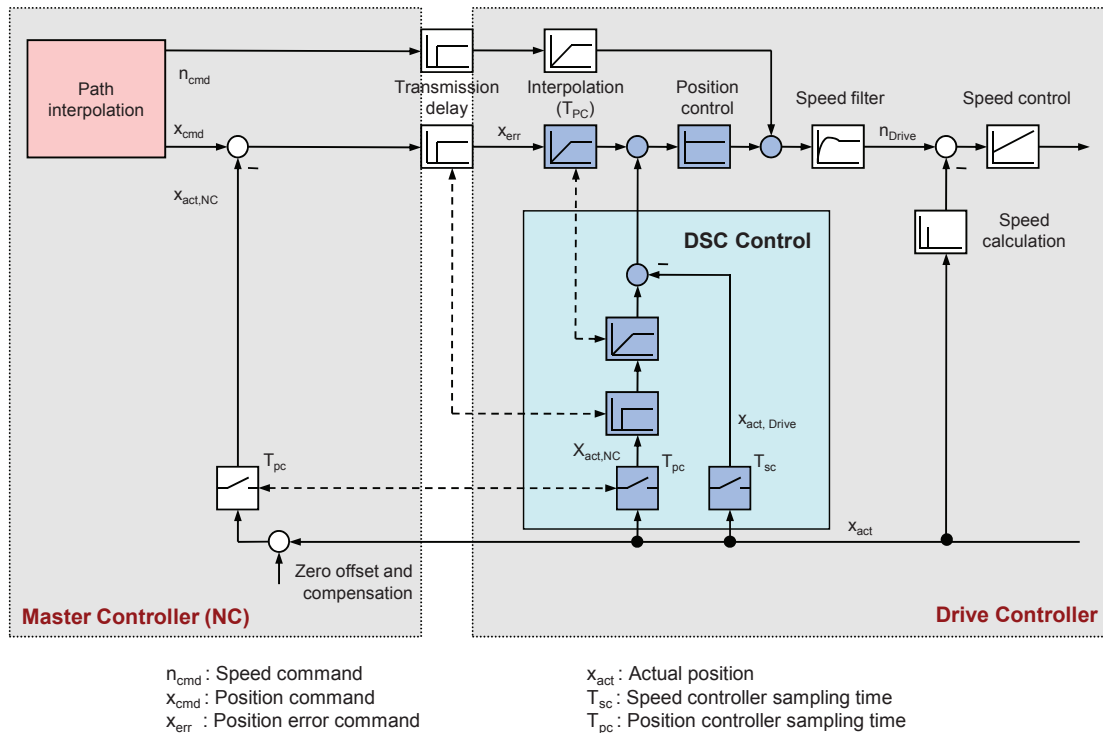 Path
interpolation
n_cmd
x_cmd
x_act,NC
Transmission
delay
x_err
Interpolation
(T_PC)
Position
control
Speed filter
n_Drive
Speed control
Speed
calculation
DSC Control
x_act, Drive
X_act,NC
T_pc
T_sc
T_pc
x_act
Zero offset and
compensation
Master Controller (NC)
Drive Controller
n_cmd : Speed command
x_cmd : Position command
x_err : Position error command
x_act : Actual position
T_sc : Speed controller sampling time
T_pc : Position controller sampling time